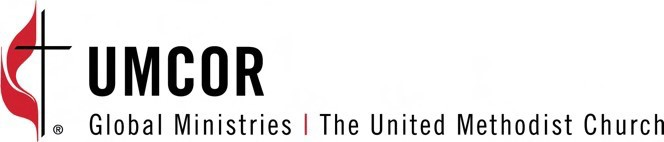 UMCOR
® Global Ministries | The United Methodist Church